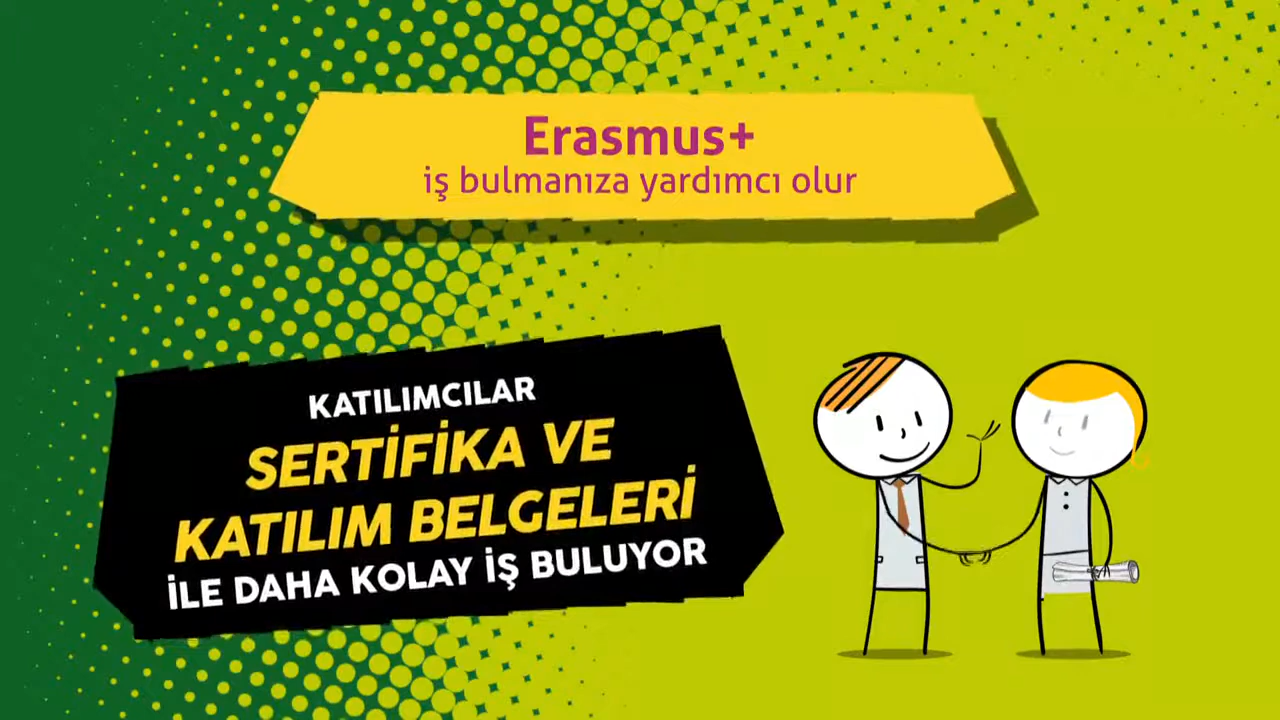 Erasmus+
iş bulmanıza yardımcı olur
KATILIMCILAR
SERTİFİKA VE
KATILIM BELGELERİ
İLE DAHA KOLAY İŞ BULUYOR